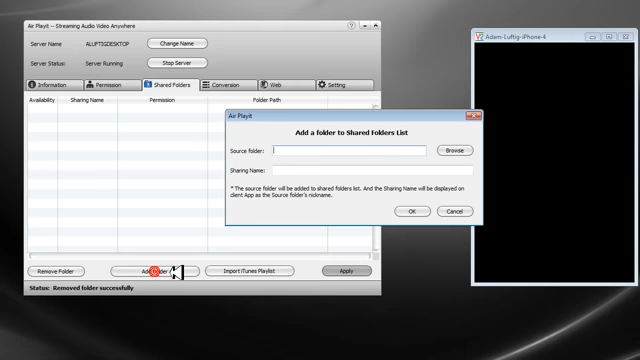 Air Playit -- Streaming Audio Video Anywhere
Server Name
ALUFTIGDESKTOP
Change Name
Server Status:
Server Running
Stop Server
Information
Permission
Shared Folders
Conversion
Web
Setting
Availability
Sharing Name
Permission
Folder Path
Air Playit
Add a folder to Shared Folders List
Source folder:
Browse
Sharing Name:
* The source folder will be added to shared folders list. And the Sharing Name will be displayed on
client App as the Source folder's nickname.
OK
Cancel
Remove Folder
Import iTunes Playlist
Apply
Status: Removed folder successfully
Adam-Luftig-iPhone-4